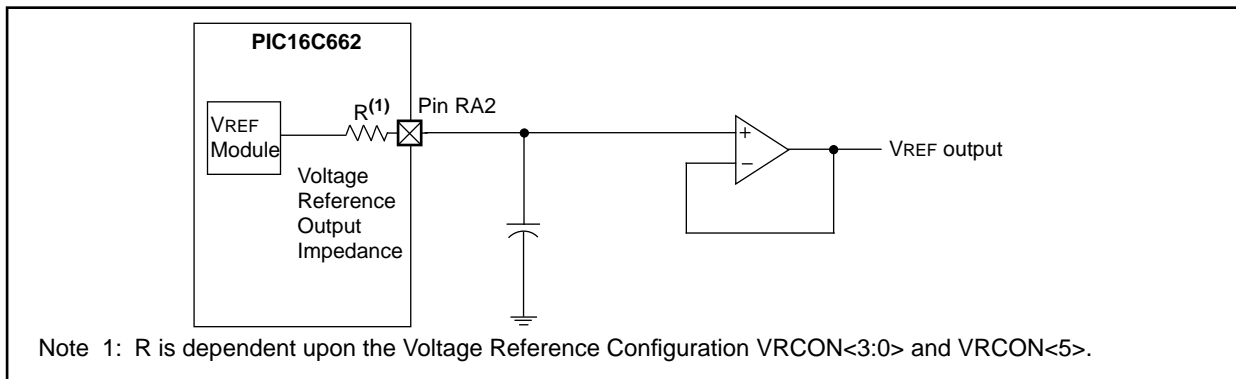 PIC16C662
R(1)
Pin RA2
VREF
Module
Voltage
Reference
Output
Impedance
+
–
VREF output
Note 1: R is dependent upon the Voltage Reference Configuration VRCON<3:0> and VRCON<5>.